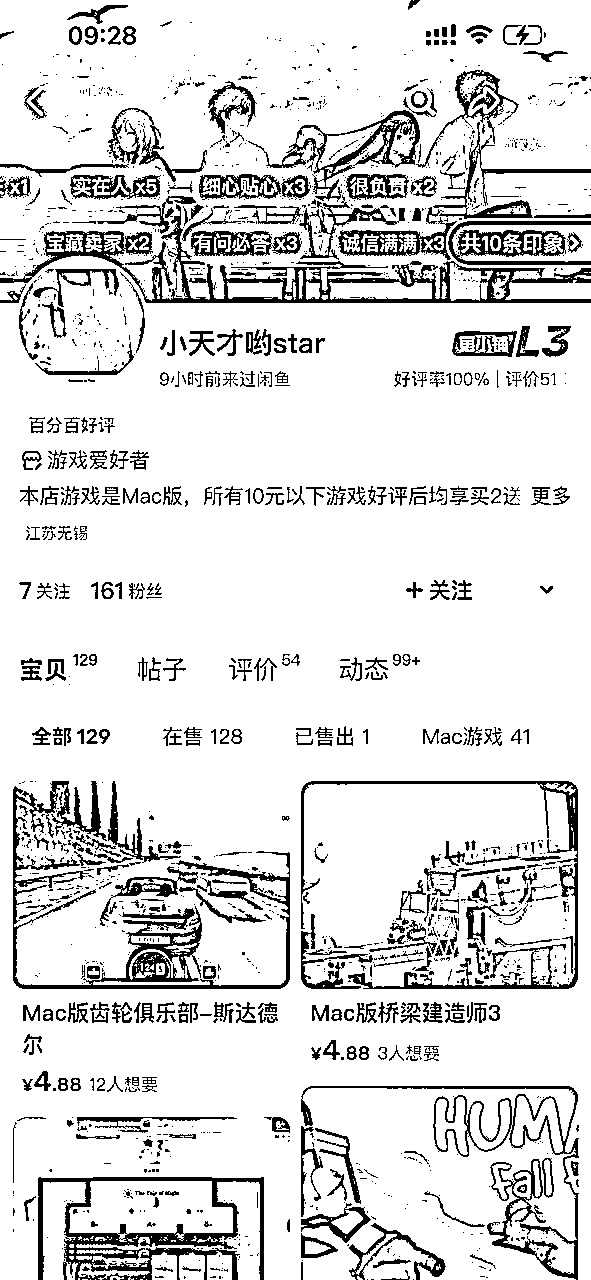 09:28
x1 实在人 x5 细心贴心 x3 很负责 x2
宝藏卖家 x2 有问必答 x3 诚信满满 x3 共10条印象 >
小天才哟star
L3
9小时前来过闲鱼 好评率100% | 评价51
百分百好评
游戏爱好者
本店游戏是Mac版，所有10元以下游戏好评后均享买2送 更多
江苏无锡
7 关注 161 粉丝 + 关注
宝贝 129 帖子 评价 54 动态 99+
全部 129 在售 128 已售出 1 Mac游戏 41
Mac版齿轮俱乐部-斯达德
尔
¥4.88 12人想要
Mac版桥梁建造师3
¥4.88 3人想要
HUMA
fall